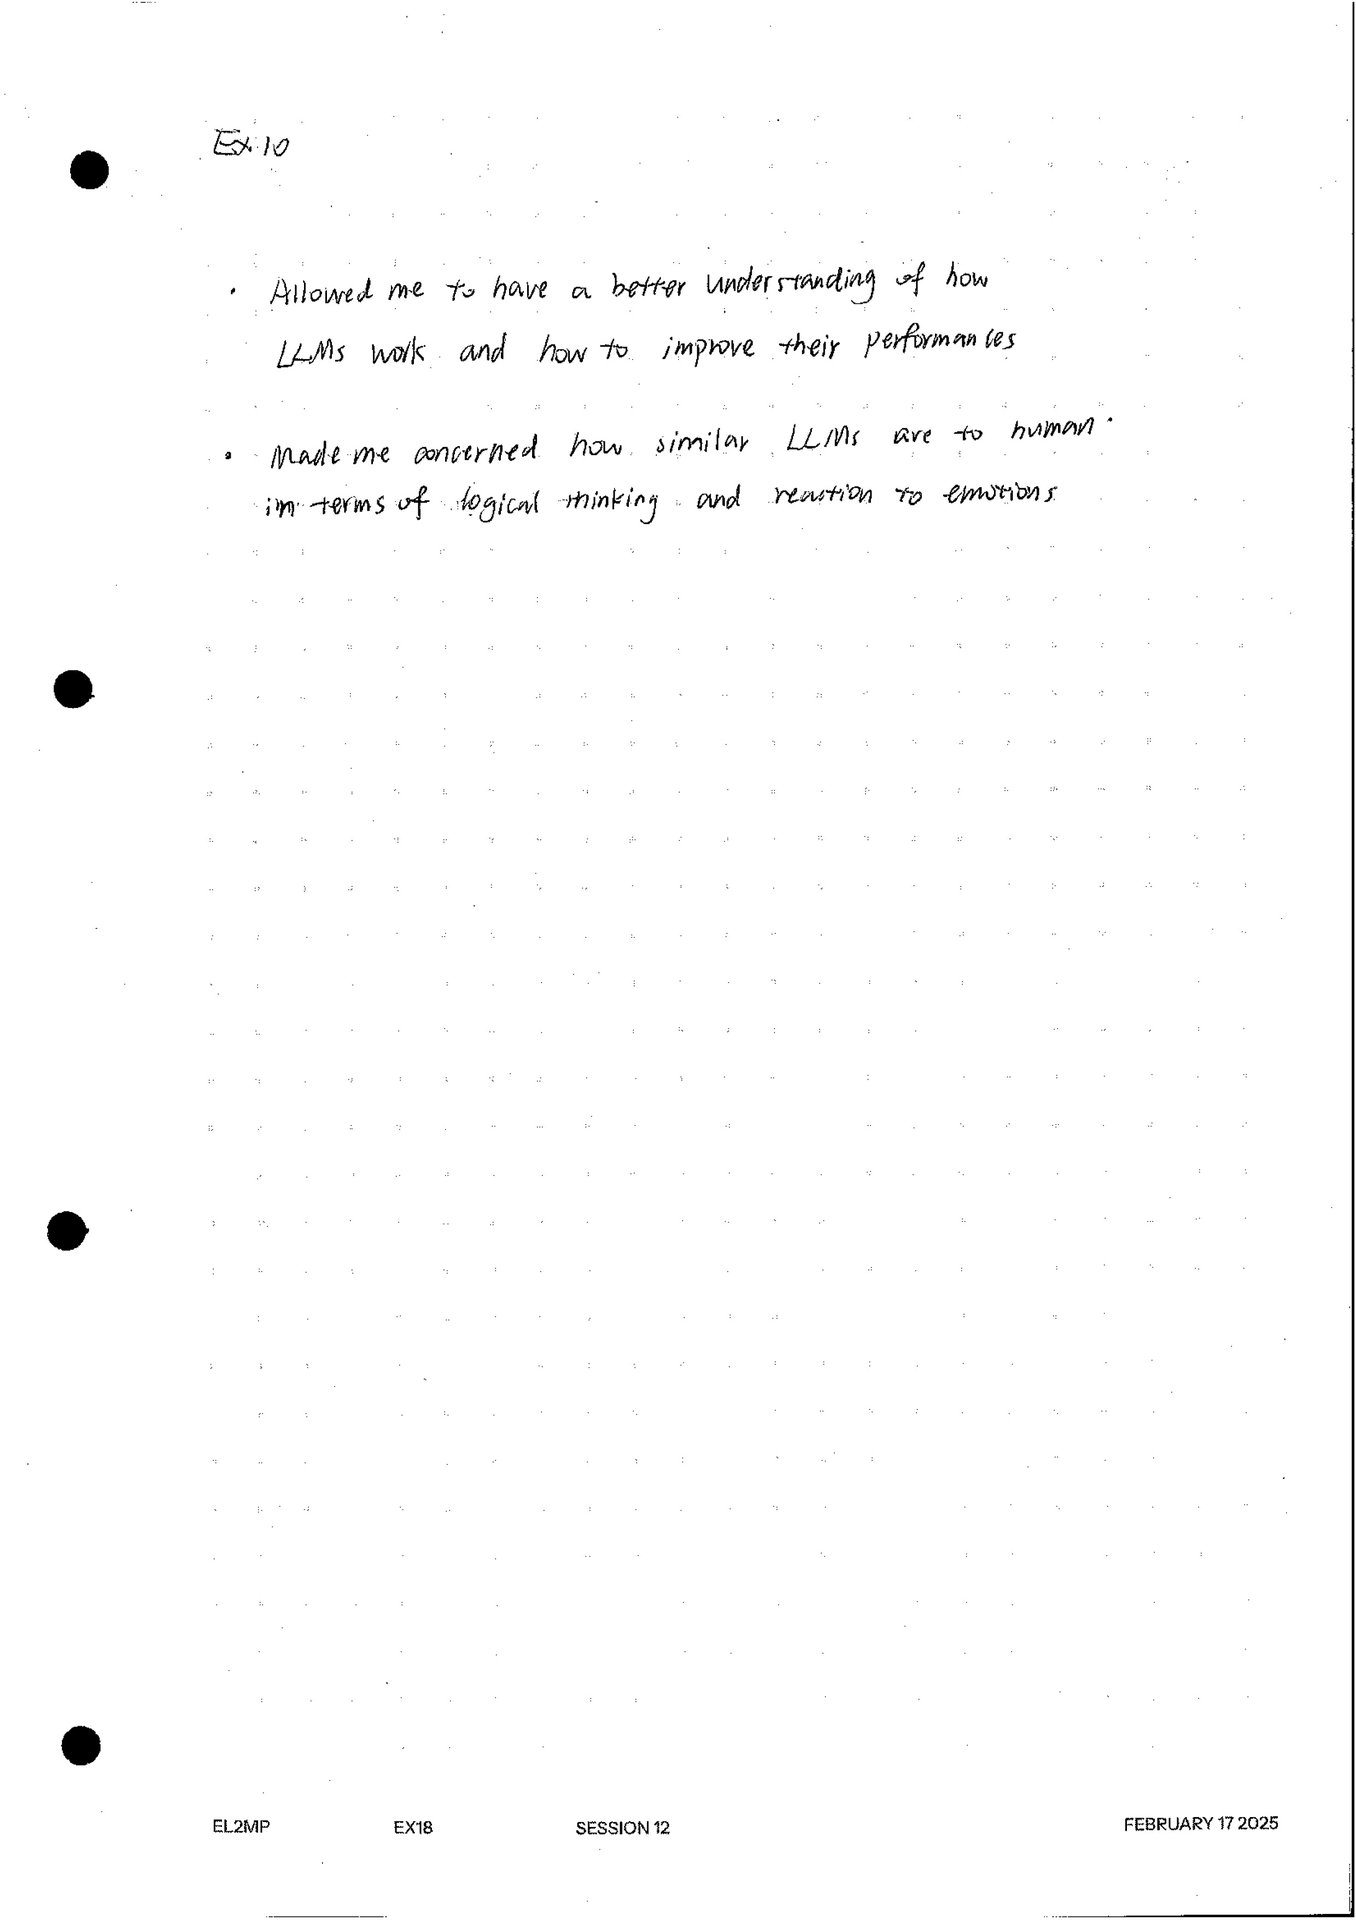 Ex 10
• Allowed me to have a better understanding of how
LLMs work and how to improve their performances
• Made me concerned how similar LLMs are to human
in terms of logical thinking and reaction to emotions
EL2MP EX18 SESSION 12 FEBRUARY 17 2025